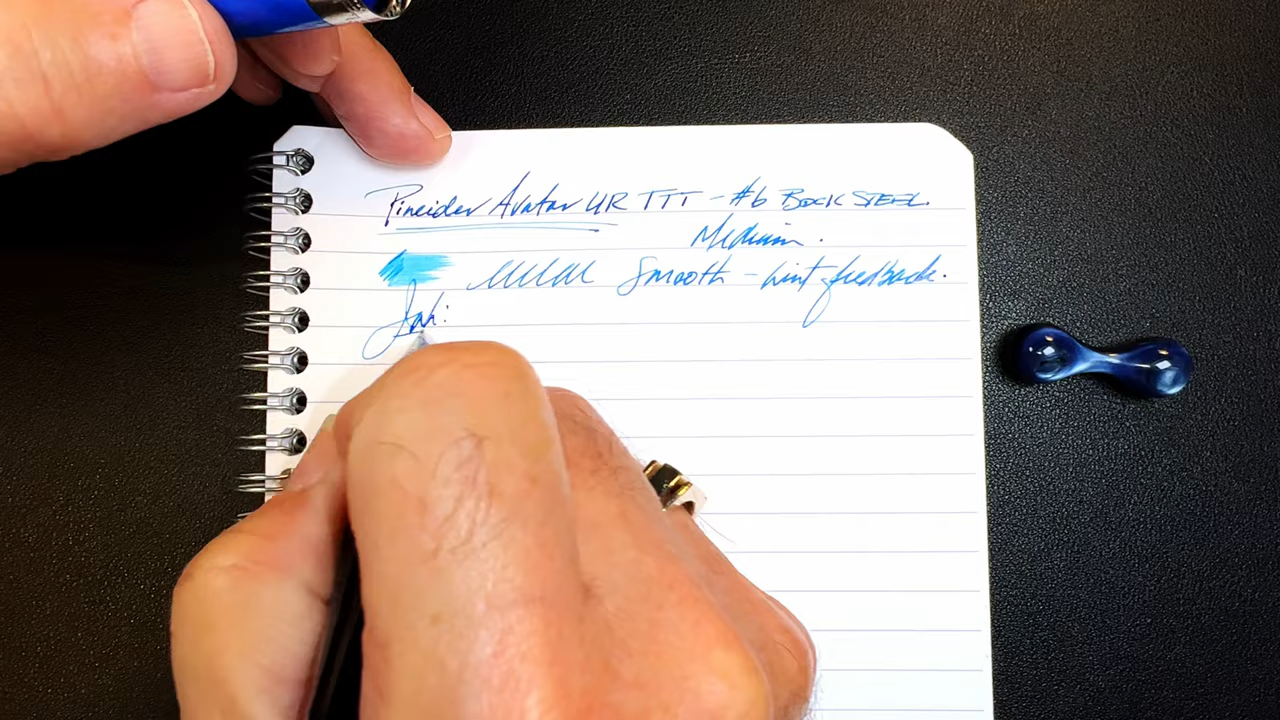 Pineider Avatar UR TTT - #6 BOCK STEEL.
Medium.
Smooth - hint feedback.
Ink: